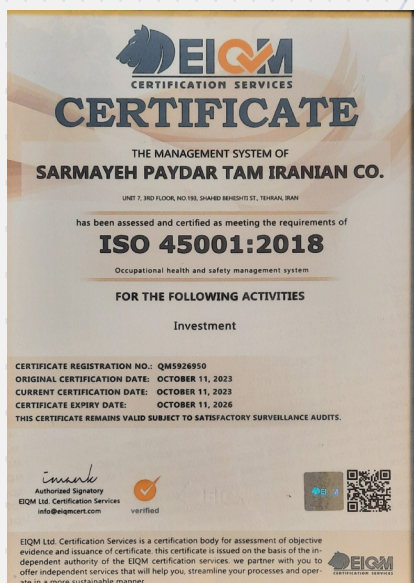 EIQM
CERTIFICATION SERVICES
CERTIFICATE
THE MANAGEMENT SYSTEM OF
SARMAYEH PAYDAR TAM IRANIAN CO.
UNIT 7, 3RD FLOOR, NO.193, SHAHID BEHESHTI ST., TEHRAN, IRAN
has been assessed and certified as meeting the requirements of
ISO 45001:2018
Occupational health and safety management system
FOR THE FOLLOWING ACTIVITIES
Investment
CERTIFICATE REGISTRATION NO.: QM5926950
ORIGINAL CERTIFICATION DATE: OCTOBER 11, 2023
CURRENT CERTIFICATION DATE: OCTOBER 11, 2023
CERTIFICATE EXPIRY DATE: OCTOBER 11, 2026
THIS CERTIFICATE REMAINS VALID SUBJECT TO SATISFACTORY SURVEILLANCE AUDITS.
Authorized Signatory
EIQM Ltd. Certification Services
info@eiqmcert.com
verified
EIQM Ltd. Certification Services is a certification body for assessment of objective
evidence and issuance of certificate. this certificate is issued on the basis of the in-
dependent authority of the EIQM certification services. we partner with you to
offer independent services that will help you, streamline your processes and oper-
ate in a more sustainable manner
EIQM
CERTIFICATION SERVICES